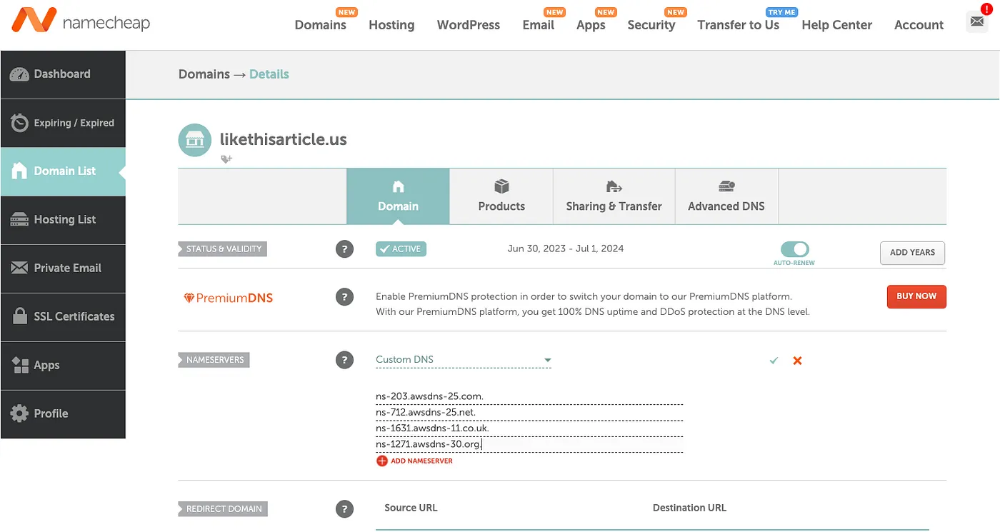 namecheap
NEW NEW NEW NEW TRY ME !
Domains Hosting WordPress Email Apps Security Transfer to Us Help Center Account
Dashboard
Expiring / Expired
Domain List
Hosting List
Private Email
SSL Certificates
Apps
Profile
Domains → Details
likethisarticle.us
Domain Products Sharing & Transfer Advanced DNS
STATUS & VALIDITY ? ACTIVE Jun 30, 2023 - Jul 1, 2024 AUTO-RENEW ADD YEARS
PremiumDNS ? Enable PremiumDNS protection in order to switch your domain to our PremiumDNS platform. BUY NOW
With our PremiumDNS platform, you get 100% DNS uptime and DDoS protection at the DNS level.
NAMESERVERS ? Custom DNS
ns-203.awsdns-25.com.
ns-712.awsdns-25.net.
ns-1631.awsdns-11.co.uk.
ns-1271.awsdns-30.org.
ADD NAMESERVER
REDIRECT DOMAIN ? Source URL Destination URL